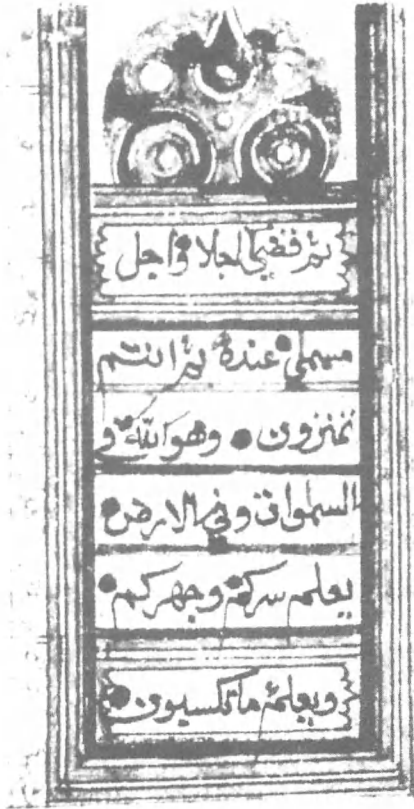 ثم قضى اجلا واجل
مسمى عنده ثم انتم
تمترون وهو الله في
السموات وفي الارض
يعلم سركم وجهركم
ويعلم ما تكسبون